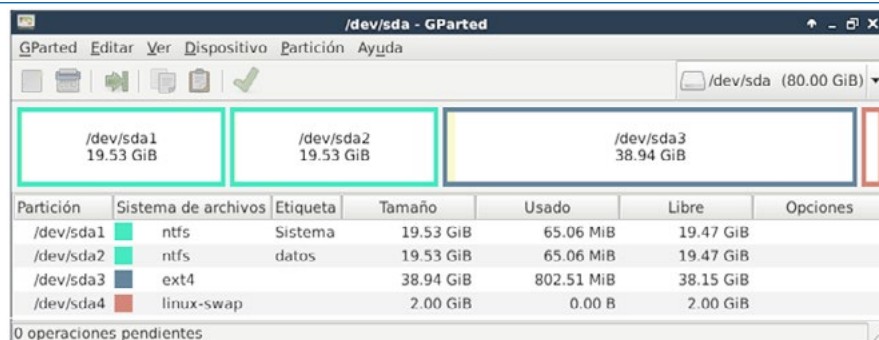 /dev/sda - GParted
GParted Editar Ver Dispositivo Partición Ayuda
/dev/sda (80.00 GiB)
/dev/sda1 /dev/sda2 /dev/sda3
19.53 GiB 19.53 GiB 38.94 GiB
Partición Sistema de archivos Etiqueta Tamaño Usado Libre Opciones
/dev/sda1 ntfs Sistema 19.53 GiB 65.06 MiB 19.47 GiB
/dev/sda2 ntfs datos 19.53 GiB 65.06 MiB 19.47 GiB
/dev/sda3 ext4 38.94 GiB 802.51 MiB 38.15 GiB
/dev/sda4 linux-swap 2.00 GiB 0.00 B 2.00 GiB
0 operaciones pendientes